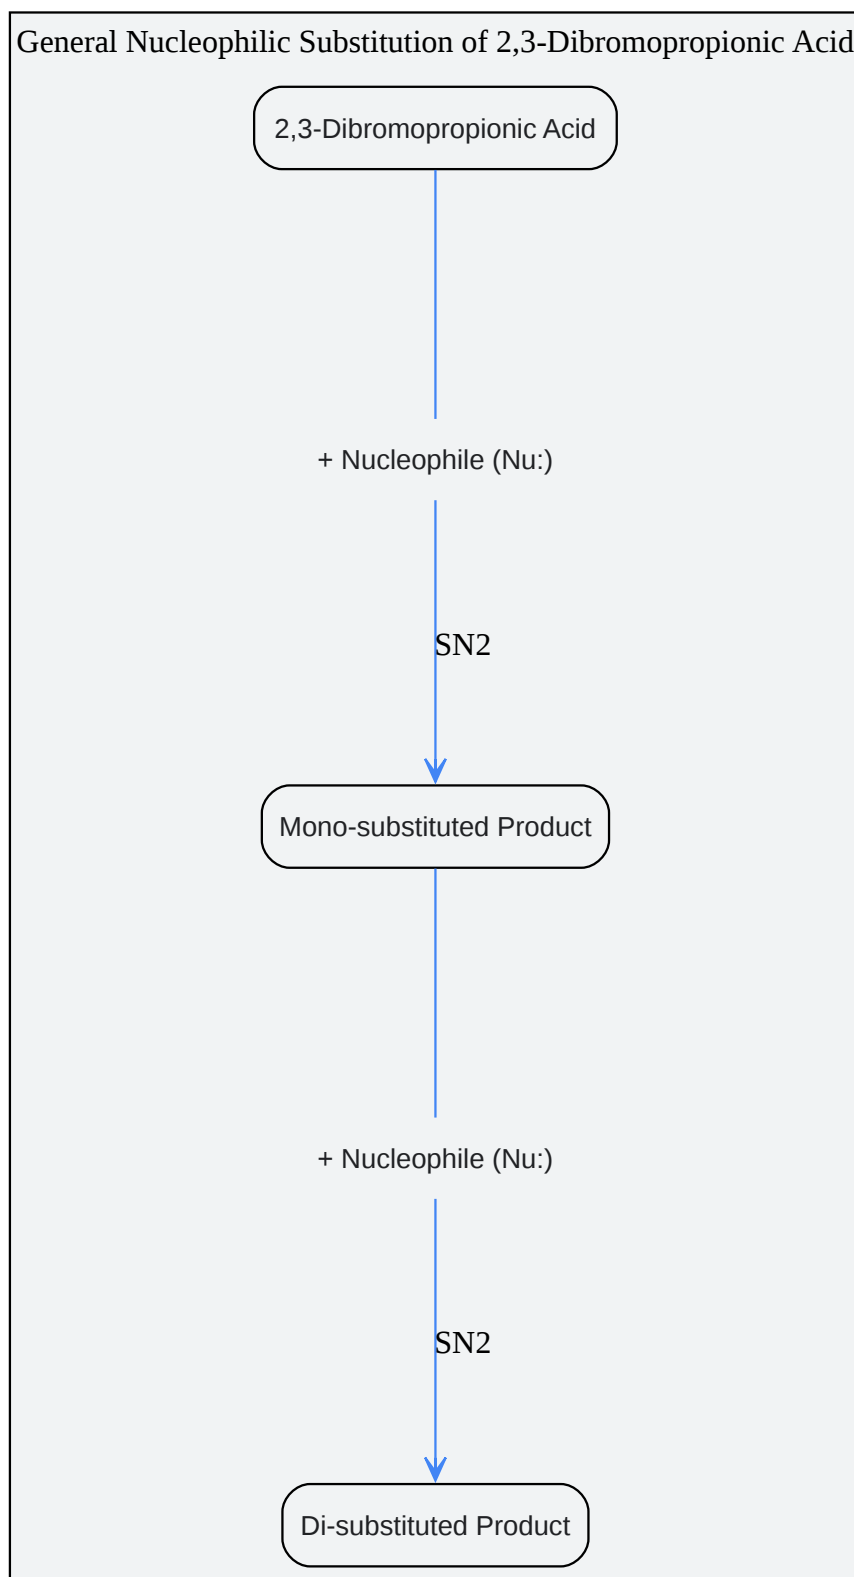 General Nucleophilic Substitution of 2,3-Dibromopropionic Acid
2,3-Dibromopropionic Acid
+ Nucleophile (Nu:)
SN2
Mono-substituted Product
+ Nucleophile (Nu:)
SN2
Di-substituted Product